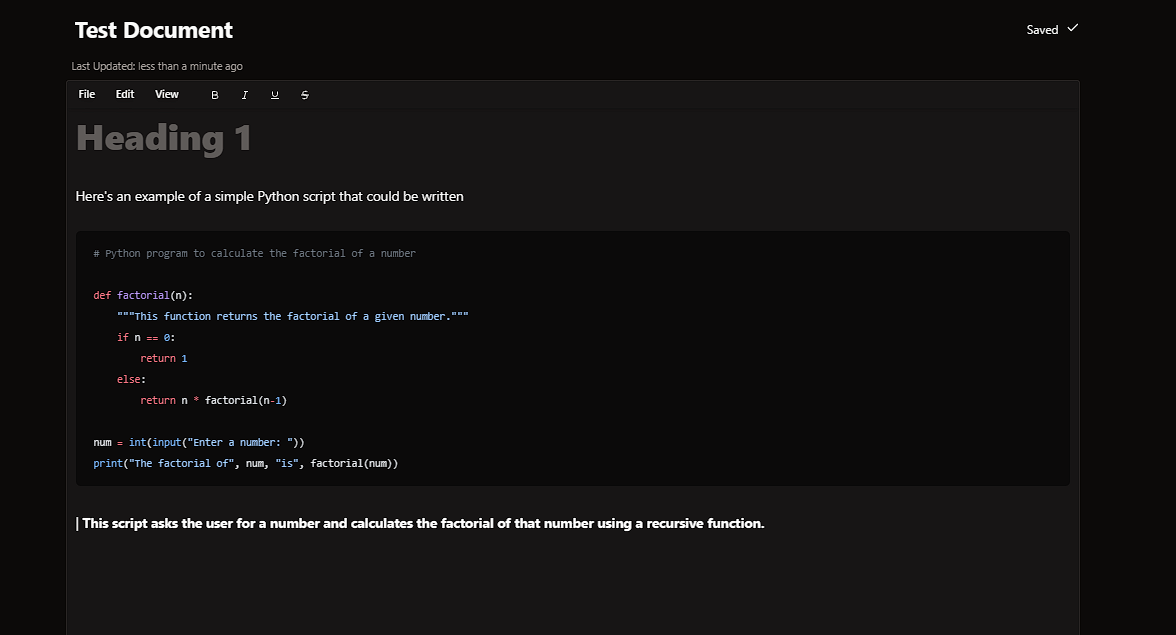 Test Document
Saved ✓
Last Updated: less than a minute ago
File Edit View B I U S
Heading 1
Here's an example of a simple Python script that could be written
# Python program to calculate the factorial of a number
def factorial(n):
    """This function returns the factorial of a given number."""
    if n == 0:
        return 1
    else:
        return n * factorial(n-1)
num = int(input("Enter a number: "))
print("The factorial of", num, "is", factorial(num))
| This script asks the user for a number and calculates the factorial of that number using a recursive function.